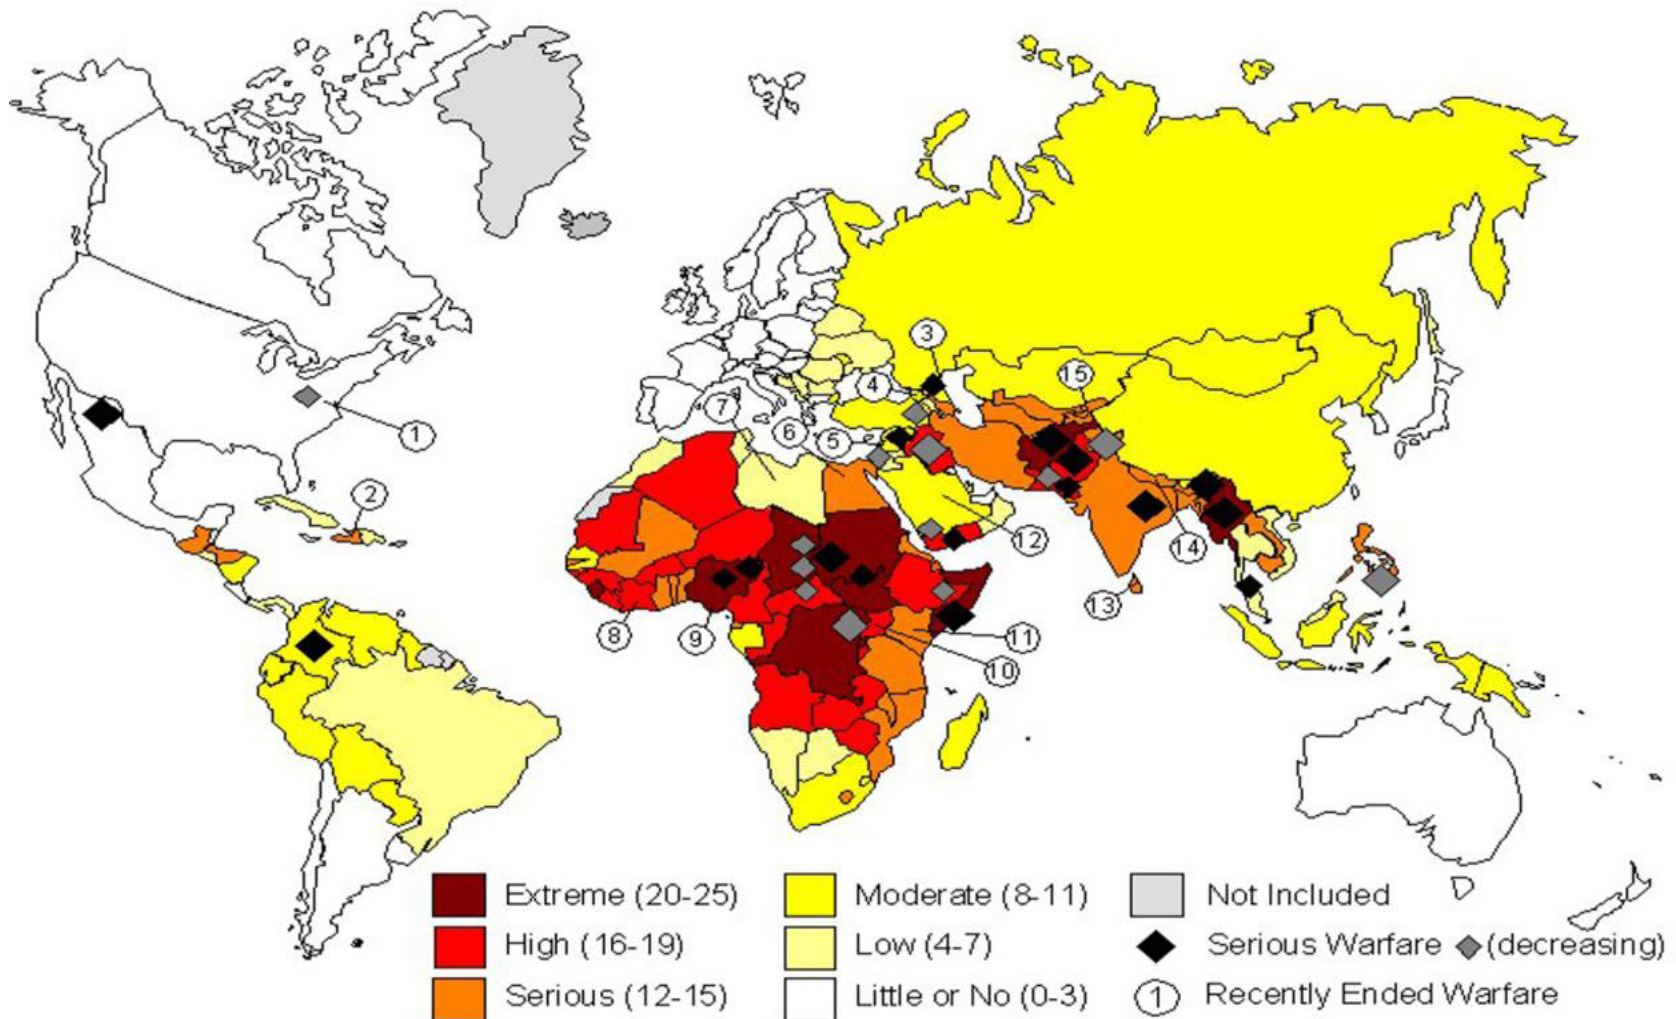 3
15
4
7
6
5
1
2
12
14
13
8
9
11
10
Extreme (20-25)
Moderate (8-11)
Not Included
High (16-19)
Low (4-7)
Serious Warfare
(decreasing)
Serious (12-15)
Little or No (0-3)
1 Recently Ended Warfare